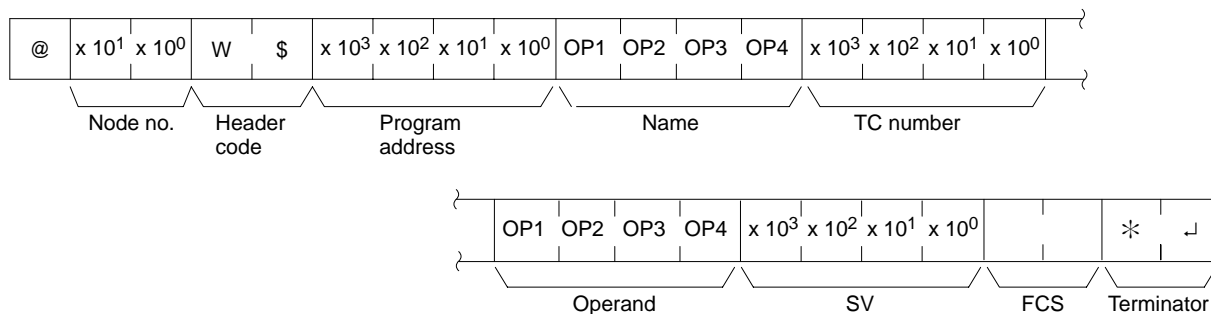 @ x 10¹ x 10⁰ W $ x 10³ x 10² x 10¹ x 10⁰ OP1 OP2 OP3 OP4 x 10³ x 10² x 10¹ x 10⁰
Node no. Header code Program address Name TC number
OP1 OP2 OP3 OP4 x 10³ x 10² x 10¹ x 10⁰ * ↵
Operand SV FCS Terminator